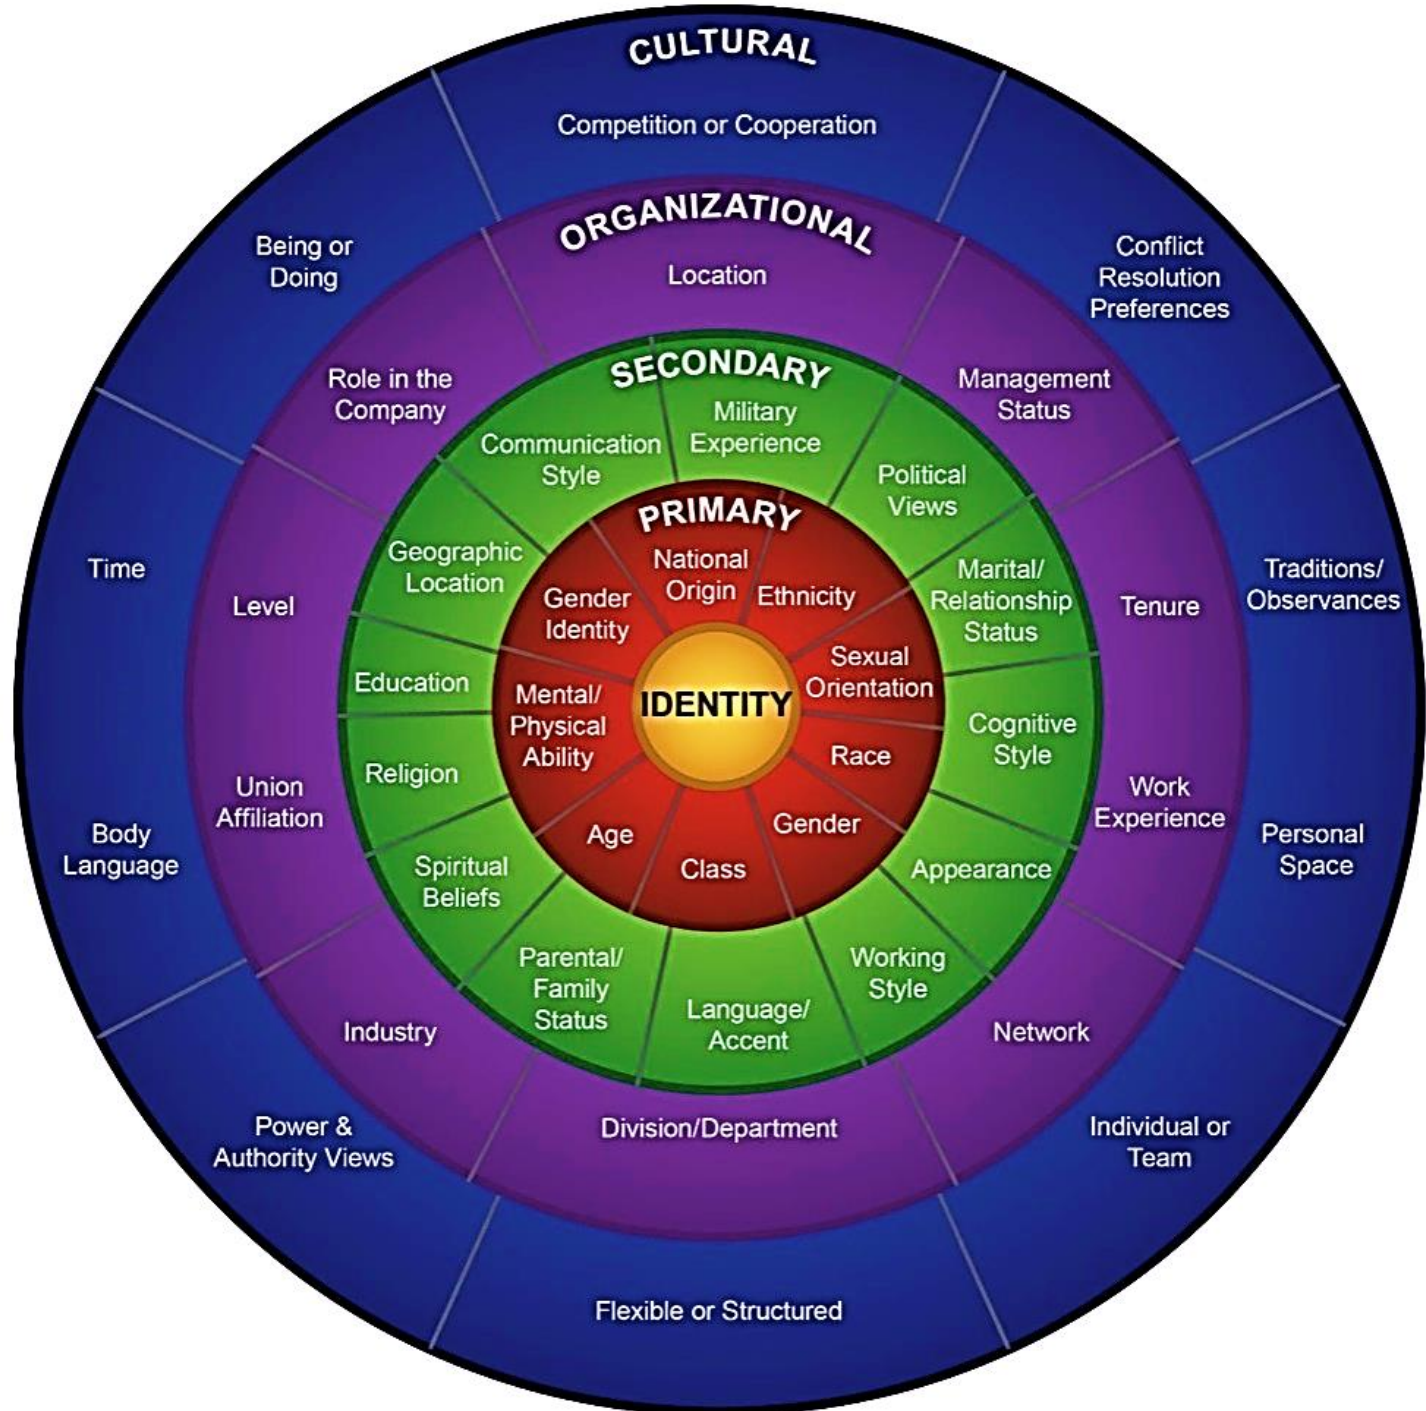 CULTURAL
Competition or Cooperation
Conflict
Resolution
Preferences
Traditions/
Observances
Personal
Space
Individual or
Team
Flexible or Structured
Power &
Authority Views
Body
Language
Time
Being or
Doing
ORGANIZATIONAL
Location
Management
Status
Tenure
Work
Experience
Network
Division/Department
Industry
Union
Affiliation
Level
Role in the
Company
SECONDARY
Military
Experience
Political
Views
Marital/
Relationship
Status
Cognitive
Style
Appearance
Working
Style
Language/
Accent
Parental/
Family
Status
Spiritual
Beliefs
Religion
Education
Geographic
Location
Communication
Style
PRIMARY
National
Origin
Ethnicity
Sexual
Orientation
Race
Gender
Class
Age
Mental/
Physical
Ability
Gender
Identity
IDENTITY